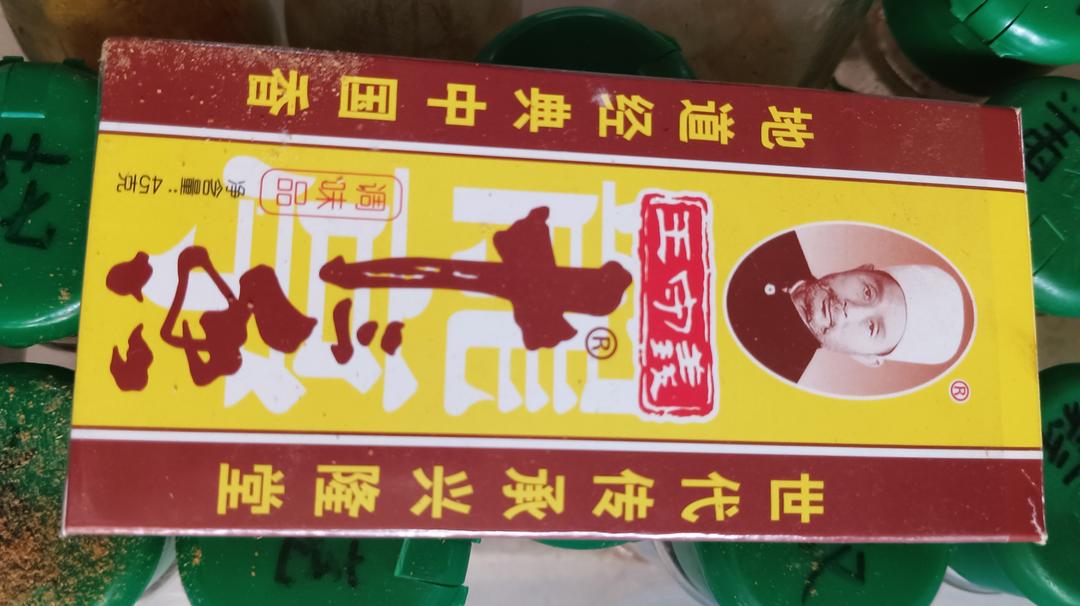 地道经典中国香
世代传承兴隆堂
王守義
十三香
®
®
调味品
净含量:45克